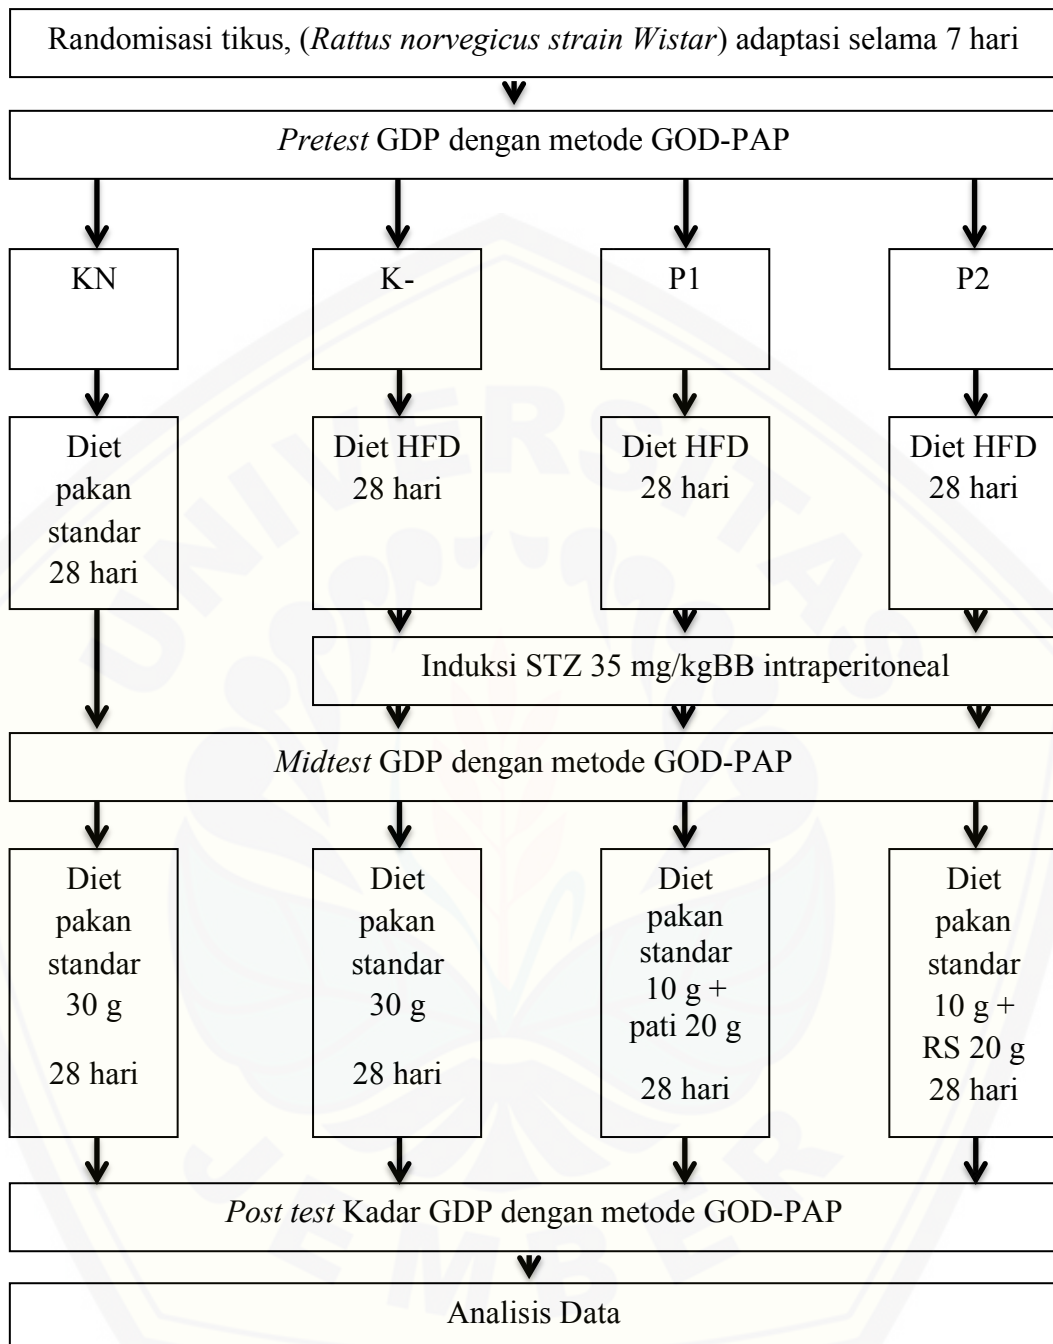 Randomisasi tikus, (Rattus norvegicus strain Wistar) adaptasi selama 7 hari
Pretest GDP dengan metode GOD-PAP
KN
K-
P1
P2
Diet
pakan
standar
28 hari
Diet HFD
28 hari
Diet HFD
28 hari
Diet HFD
28 hari
Induksi STZ 35 mg/kgBB intraperitoneal
Midtest GDP dengan metode GOD-PAP
Diet
pakan
standar
30 g
28 hari
Diet
pakan
standar
30 g
28 hari
Diet
pakan
standar
10 g +
pati 20 g
28 hari
Diet
pakan
standar
10 g +
RS 20 g
28 hari
Post test Kadar GDP dengan metode GOD-PAP
Analisis Data
UNIVERSITAS
JEMBER